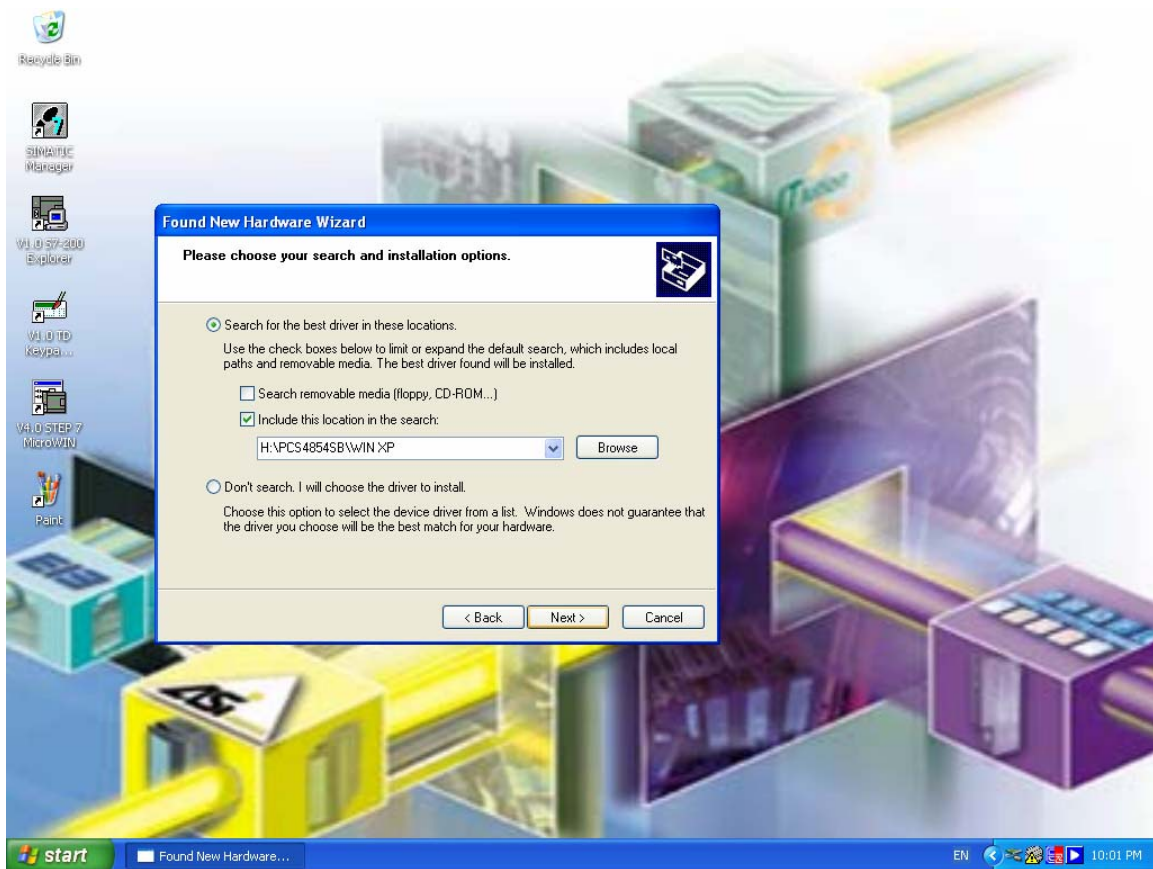 Recycle Bin
SIMATIC
Manager
V1.0 S7-200
Explorer
V1.0 TD
Keypa...
V4.0 STEP 7
MicroWIN
Paint
IT motion
ASi
Found New Hardware Wizard
Please choose your search and installation options.
Search for the best driver in these locations.
Use the check boxes below to limit or expand the default search, which includes local
paths and removable media. The best driver found will be installed.
Search removable media (floppy, CD-ROM...)
Include this location in the search:
H:\PCS4854SB\WIN XP
Browse
Don't search. I will choose the driver to install.
Choose this option to select the device driver from a list. Windows does not guarantee that
the driver you choose will be the best match for your hardware.
< Back
Next >
Cancel
start
Found New Hardware...
EN
10:01 PM